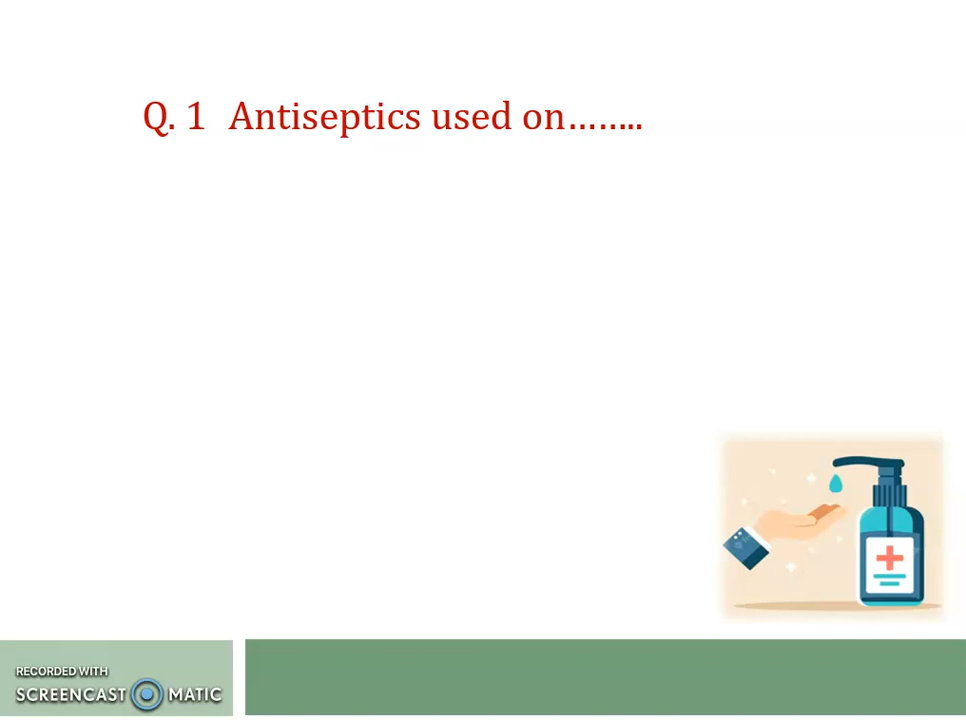 Q. 1 Antiseptics used on……..
RECORDED WITH
SCREENCAST MATIC